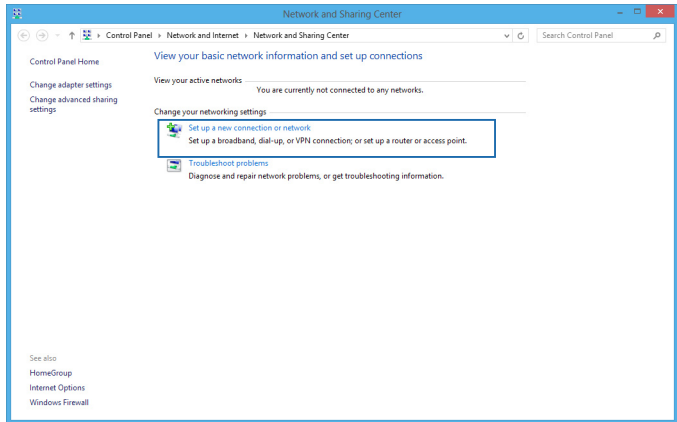 Network and Sharing Center
Control Panel Network and Internet Network and Sharing Center
Search Control Panel
Control Panel Home
Change adapter settings
Change advanced sharing
settings
View your basic network information and set up connections
View your active networks
You are currently not connected to any networks.
Change your networking settings
Set up a new connection or network
Set up a broadband, dial-up, or VPN connection; or set up a router or access point.
Troubleshoot problems
Diagnose and repair network problems, or get troubleshooting information.
See also
HomeGroup
Internet Options
Windows Firewall